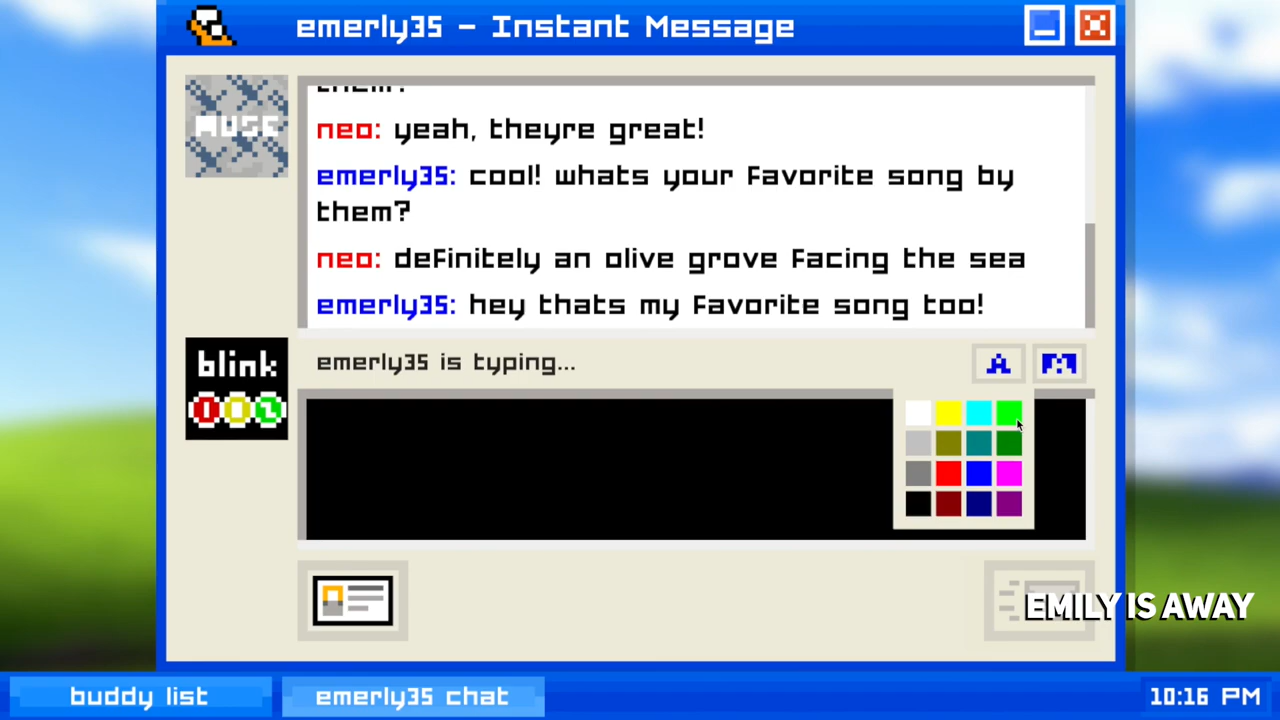 emerly35 - Instant Message
MUSE
them?
neo: yeah, theyre great!
emerly35: cool! whats your Favorite song by
them?
neo: deFinitely an olive grove Facing the sea
emerly35: hey thats my Favorite song too!
blink
182
emerly35 is typing...
A
EMILY IS AWAY
buddy list
emerly35 chat
10:16 PM